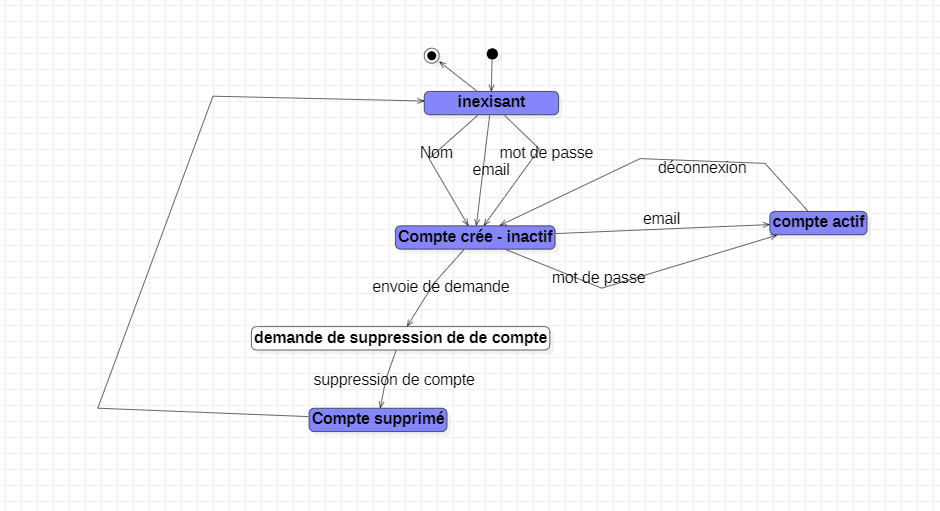 inexisant
Nom
mot de passe
email
déconnexion
email
compte actif
Compte crée - inactif
mot de passe
envoie de demande
demande de suppression de de compte
suppression de compte
Compte supprimé